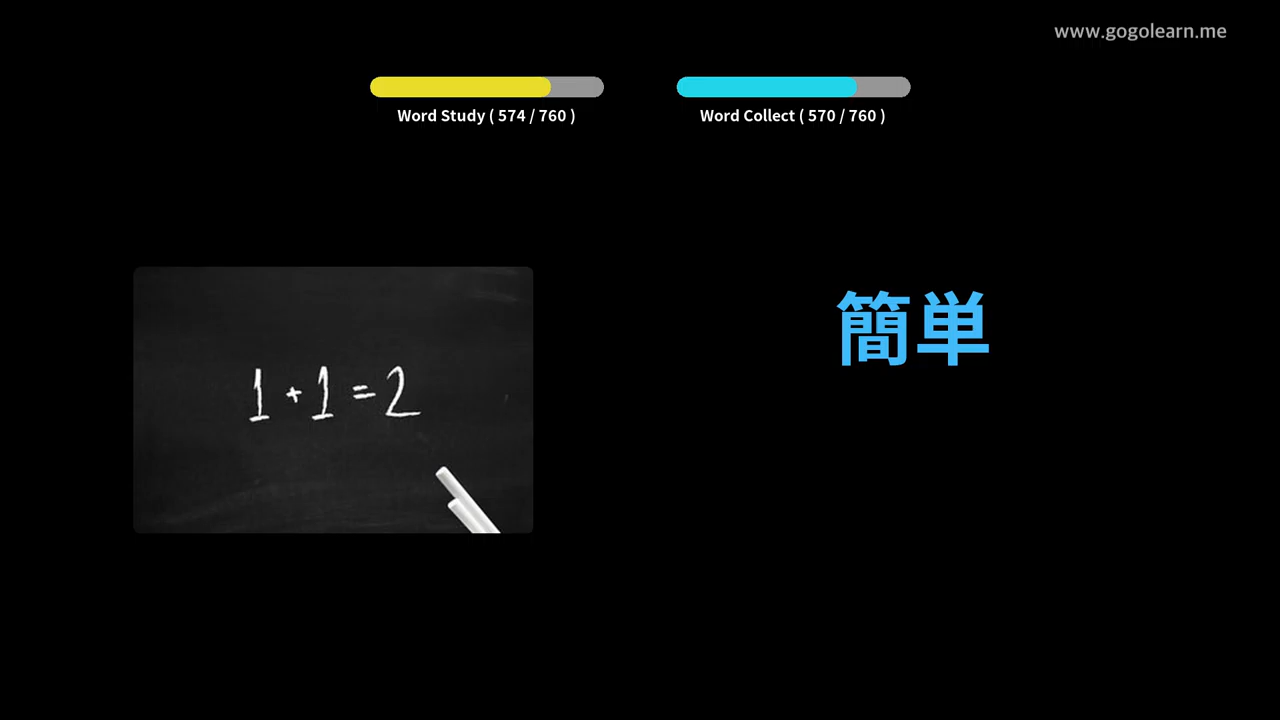 www.gogolearn.me
Word Study ( 574 / 760 )
Word Collect ( 570 / 760 )
簡単
1 + 1 = 2